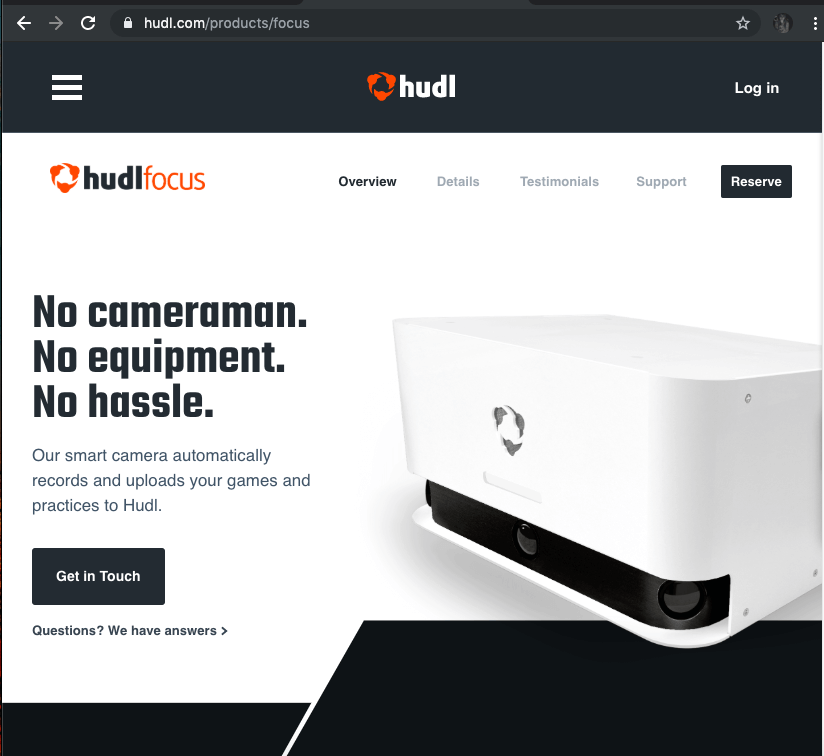 hudl.com/products/focus
hudl
Log in
hudlfocus
Overview
Details
Testimonials
Support
Reserve
No cameraman.
No equipment.
No hassle.
Our smart camera automatically
records and uploads your games and
practices to Hudl.
Get in Touch
Questions? We have answers >